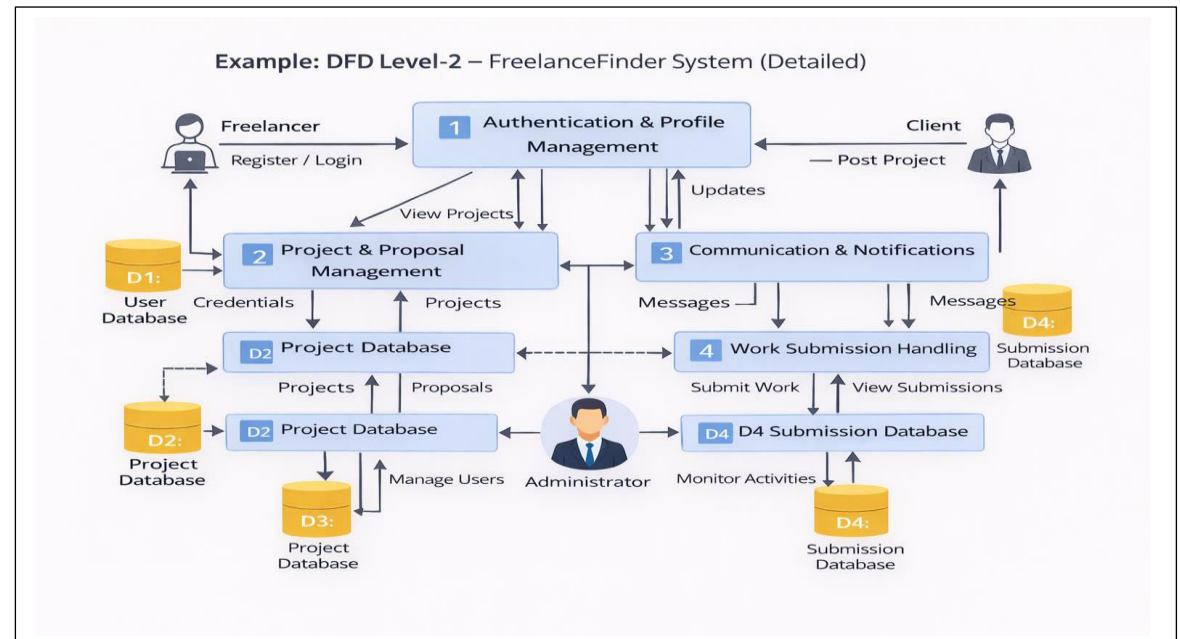 Example: DFD Level-2 – FreelanceFinder System (Detailed)
Freelancer
Register / Login
1 Authentication & Profile
Management
Client
— Post Project
View Projects
Updates
2 Project & Proposal
Management
3 Communication & Notifications
D1:
User
Database
Credentials
Projects
Messages
Messages
D2 Project Database
4 Work Submission Handling
D4:
Submission
Database
Projects
Proposals
Submit Work
View Submissions
D2:
Project
Database
D2 Project Database
Administrator
D4 D4 Submission Database
Manage Users
Monitor Activities
D3:
Project
Database
D4:
Submission
Database